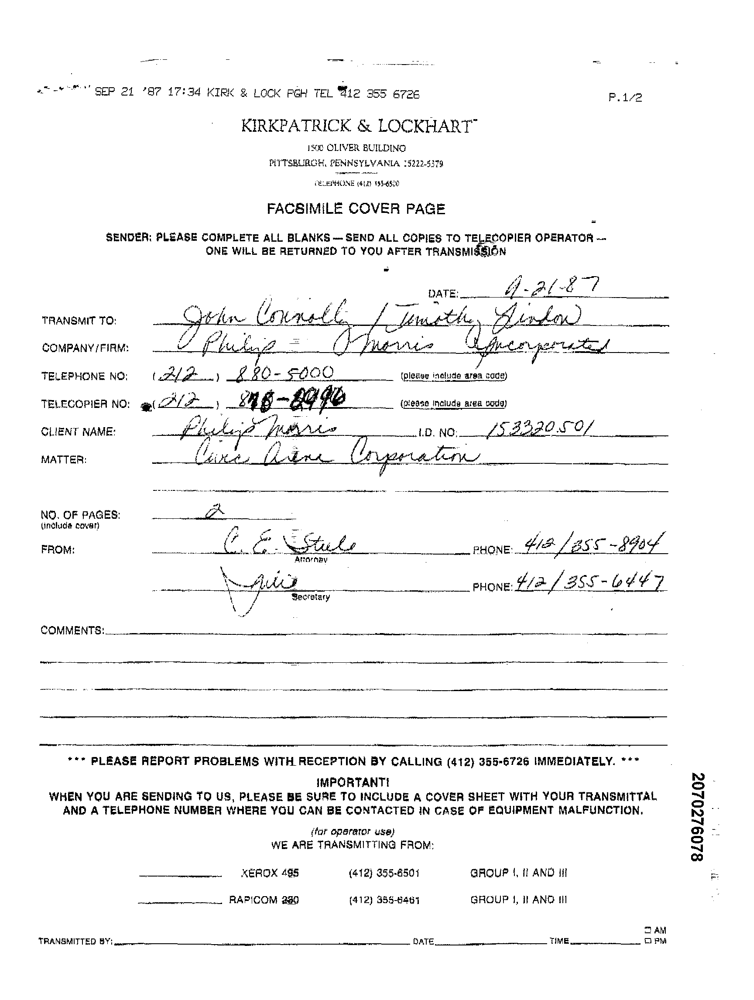 SEP 21 '87 17:34 KIRK & LOCK PGH TEL 412 355 6726 P.1/2
KIRKPATRICK & LOCKHART
1500 OLIVER BUILDING
PITTSBURGH, PENNSYLVANIA 15222-5379
TELEPHONE (412) 355-6500
FACSIMILE COVER PAGE
SENDER: PLEASE COMPLETE ALL BLANKS — SEND ALL COPIES TO TELECOPIER OPERATOR --
ONE WILL BE RETURNED TO YOU AFTER TRANSMISSION
DATE: 9-21-87
TRANSMIT TO: John Connolly / Timothy Lindon
COMPANY/FIRM: Philip Morris Incorporated
TELEPHONE NO: (212) 880-5000 (please include area code)
TELECOPIER NO: (212) (please include area code)
CLIENT NAME: Philip Morris I.D. NO: 153320.501
MATTER: Civic Arena Corporation
NO. OF PAGES: 2
(include cover)
FROM: C. E. Steele PHONE: 412/355-8904
Attorney
Julie PHONE: 412/355-6447
Secretary
COMMENTS:
*** PLEASE REPORT PROBLEMS WITH RECEPTION BY CALLING (412) 355-6726 IMMEDIATELY. ***
IMPORTANT!
WHEN YOU ARE SENDING TO US, PLEASE BE SURE TO INCLUDE A COVER SHEET WITH YOUR TRANSMITTAL
AND A TELEPHONE NUMBER WHERE YOU CAN BE CONTACTED IN CASE OF EQUIPMENT MALFUNCTION.
(for operator use)
WE ARE TRANSMITTING FROM:
XEROX 495 (412) 355-6501 GROUP I, II AND III
RAPICOM (412) 355-6461 GROUP I, II AND III
TRANSMITTED BY: DATE TIME □ AM
□ PM
2070276078